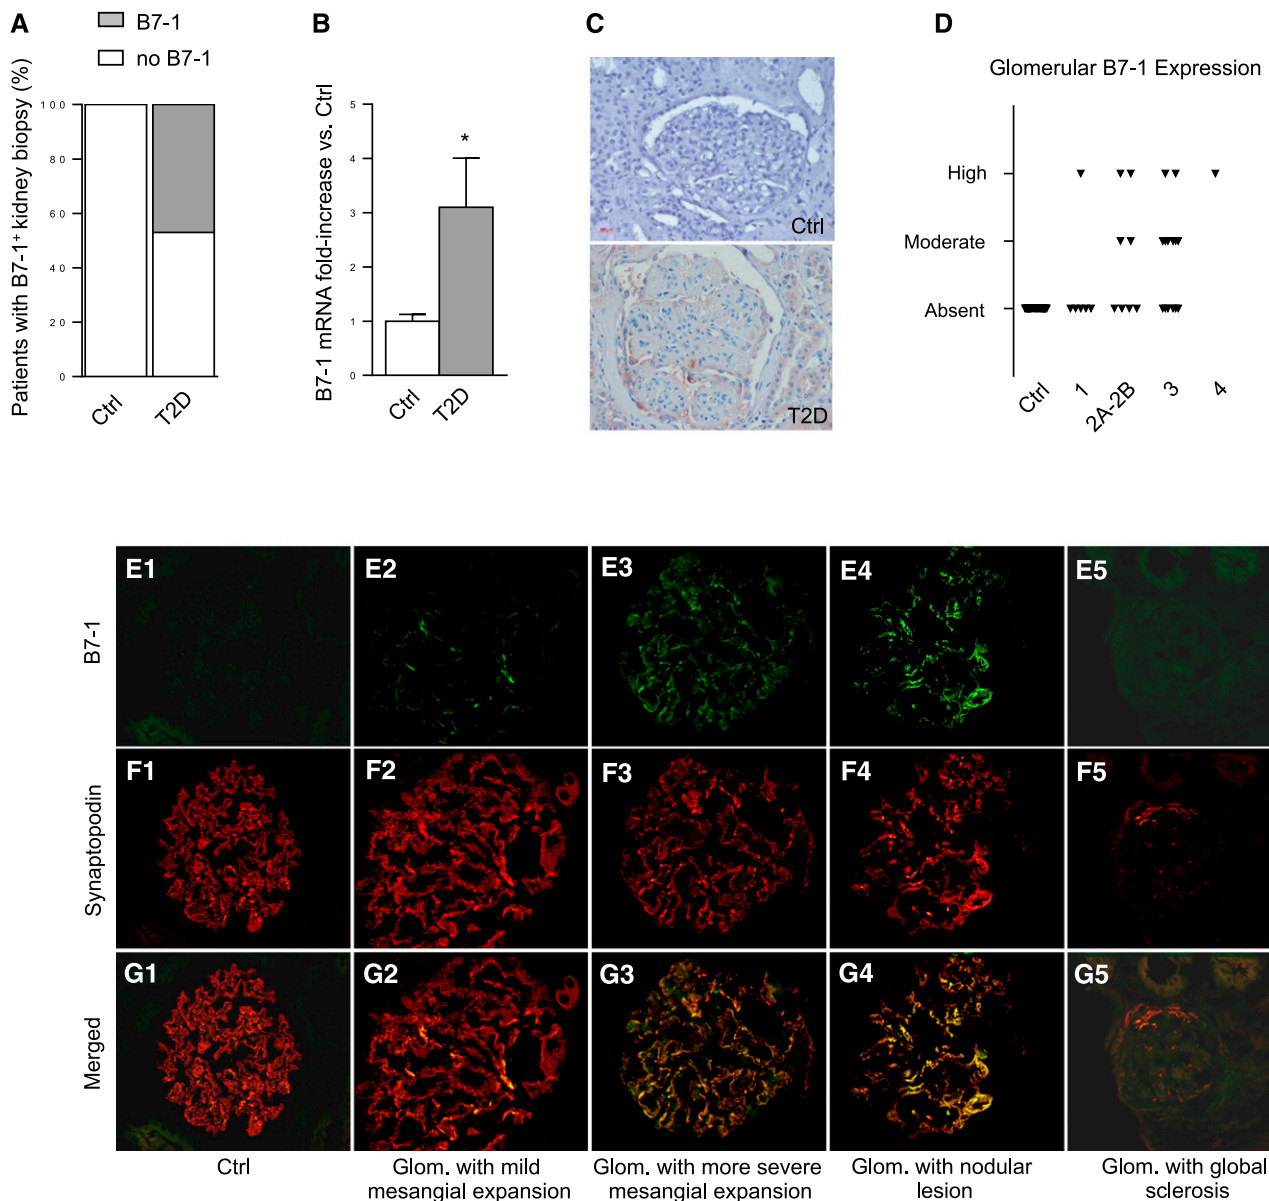 A
B7-1
no B7-1
Patients with B7-1+ kidney biopsy (%)
100
80
60
40
20
0
Ctrl
T2D
B
B7-1 mRNA fold-increase vs. Ctrl
5
4
3
2
1
0
*
Ctrl
T2D
C
Ctrl
T2D
D
Glomerular B7-1 Expression
High
Moderate
Absent
Ctrl
1
2A-2B
3
4
B7-1
E1
E2
E3
E4
E5
Synaptopodin
F1
F2
F3
F4
F5
Merged
G1
G2
G3
G4
G5
Ctrl
Glom. with mild
mesangial expansion
Glom. with more severe
mesangial expansion
Glom. with nodular
lesion
Glom. with global
sclerosis